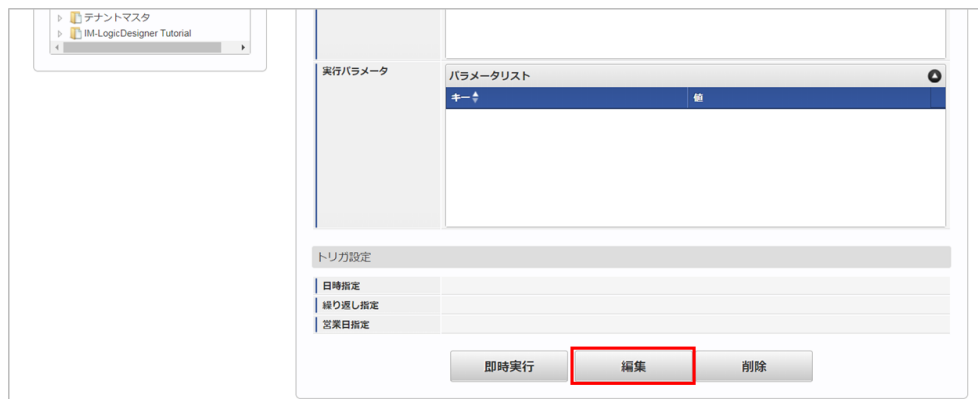 テナントマスタ
IM-LogicDesigner Tutorial
実行パラメータ
パラメータリスト
キー 値
トリガ設定
日時指定
繰り返し指定
営業日指定
即時実行 編集 削除